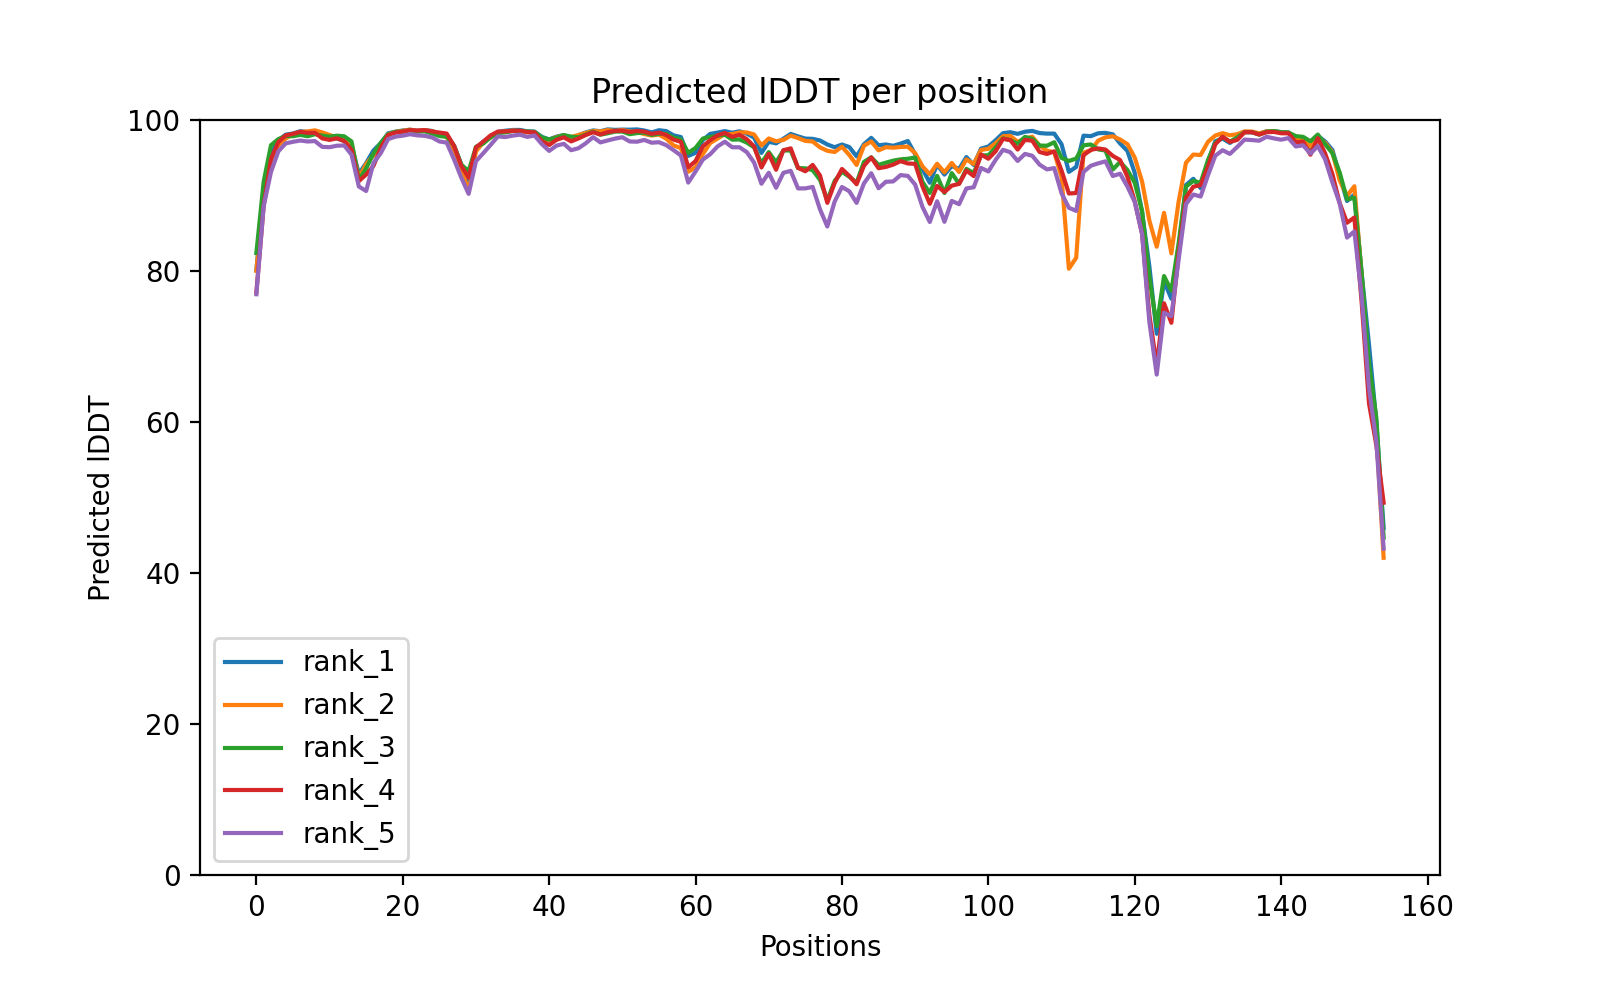 Predicted lDDT per position
100
80
60
40
20
0
Predicted lDDT
rank_1
rank_2
rank_3
rank_4
rank_5
0 20 40 60 80 100 120 140 160
Positions